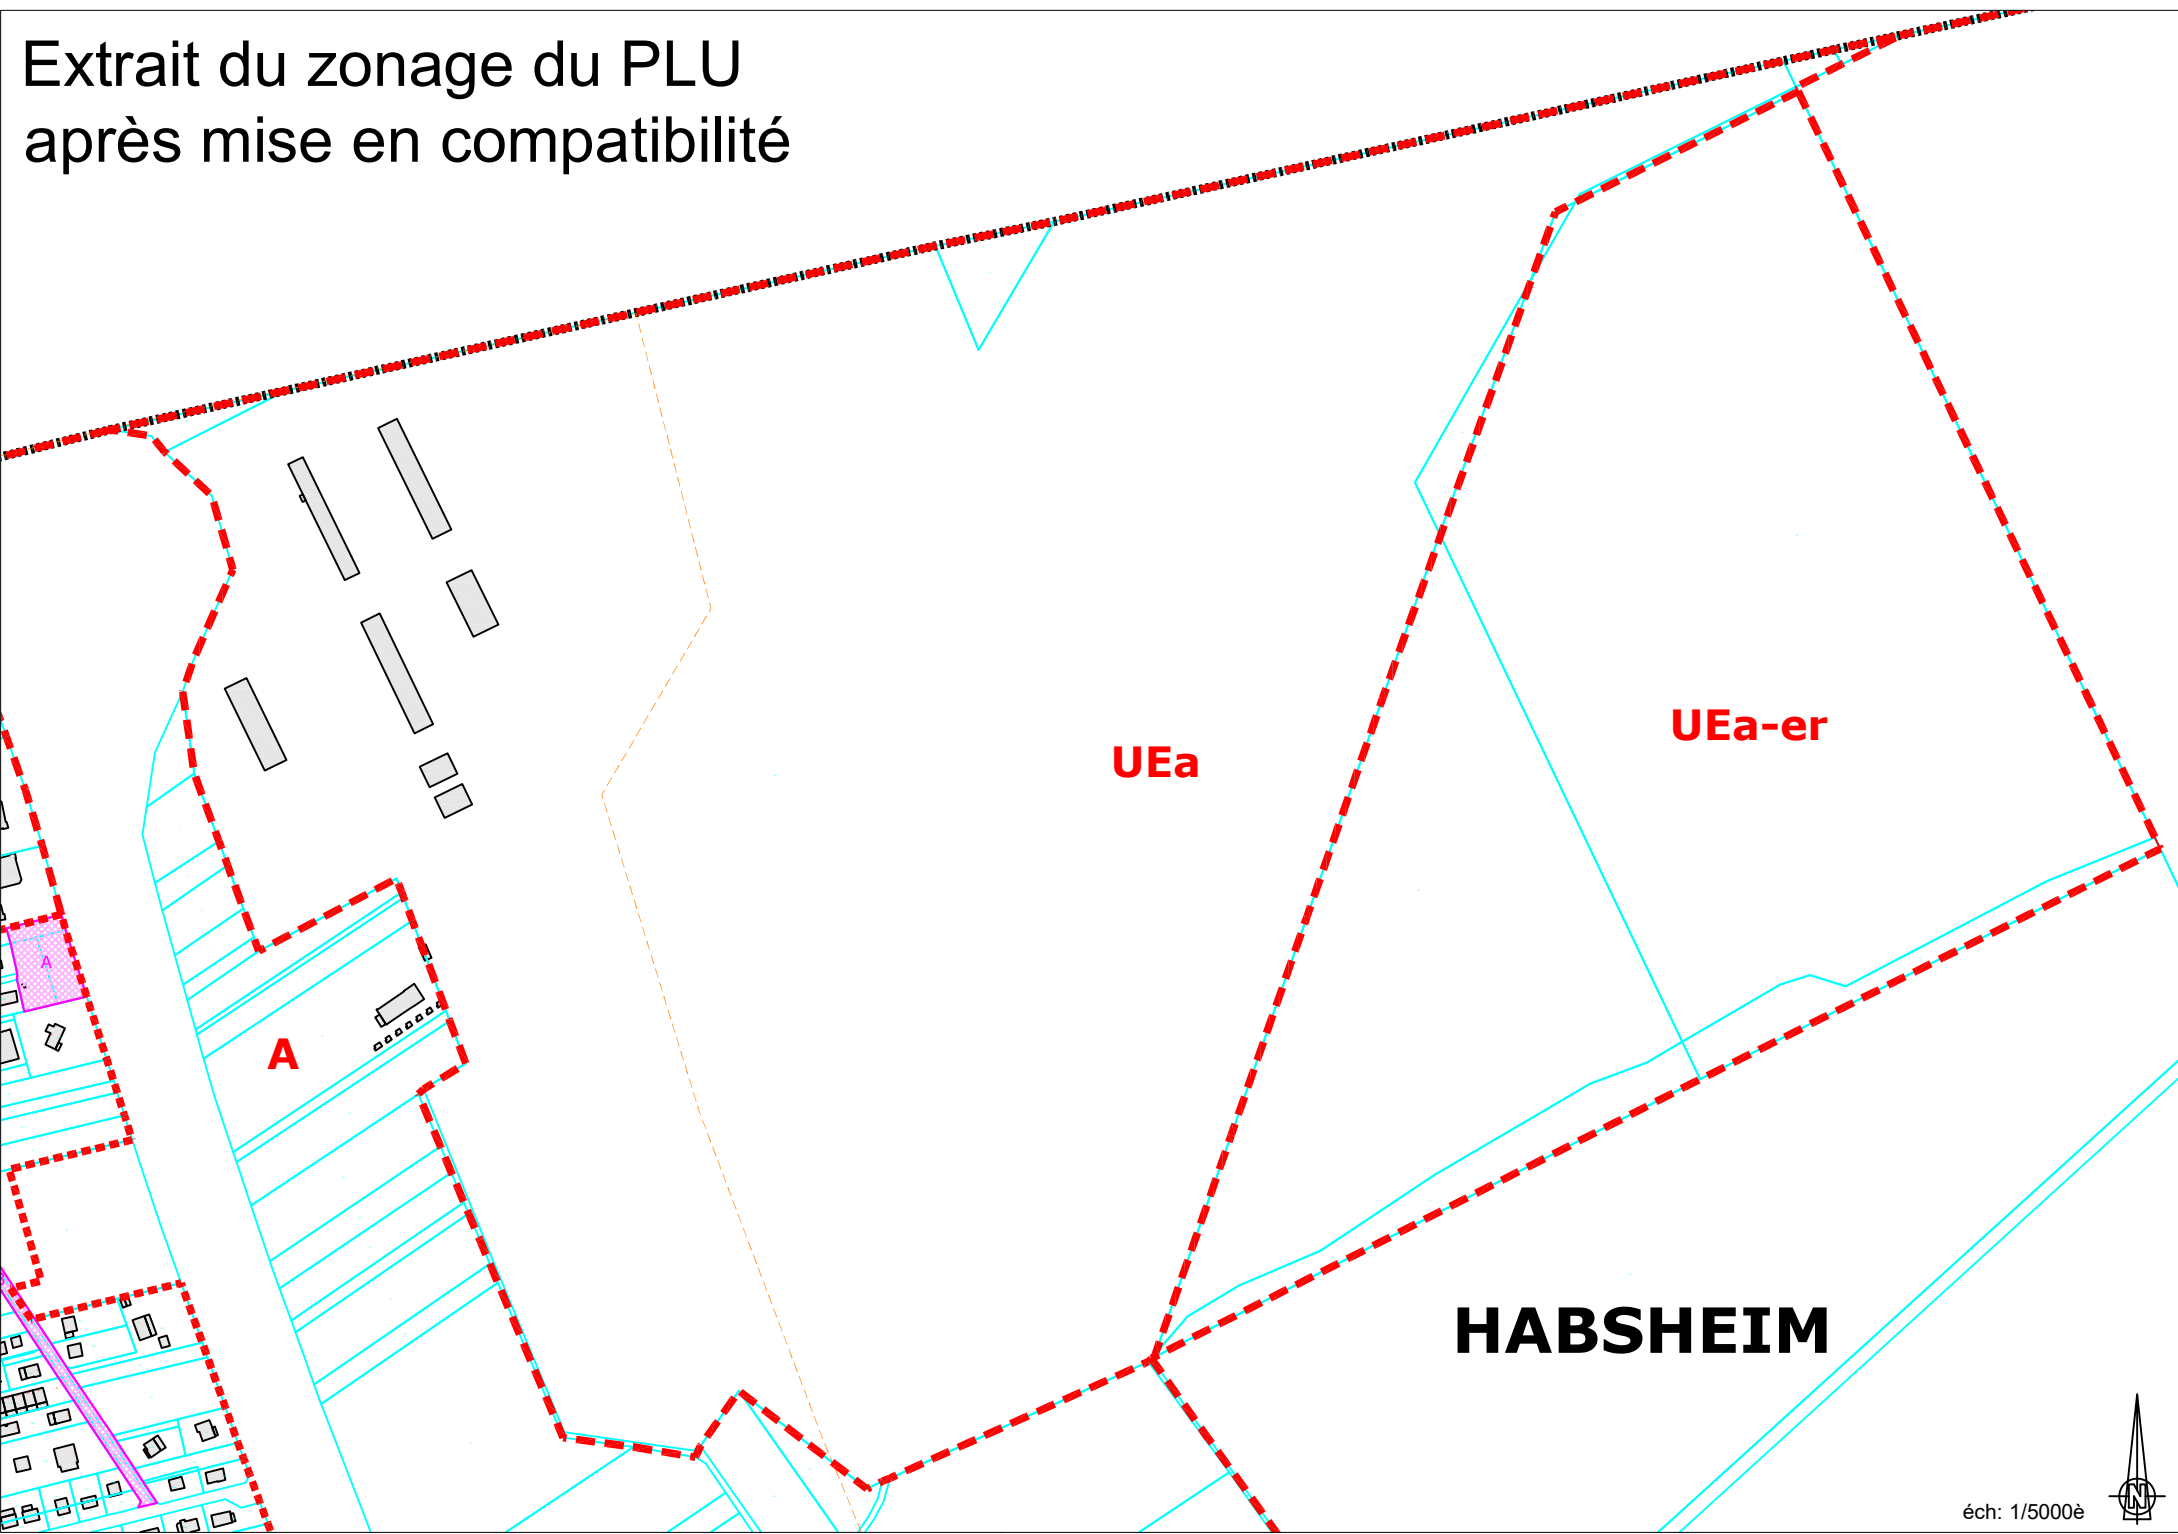 Extrait du zonage du PLU
après mise en compatibilité
UEa-er
UEa
A
A
HABSHEIM
éch: 1/5000è
N